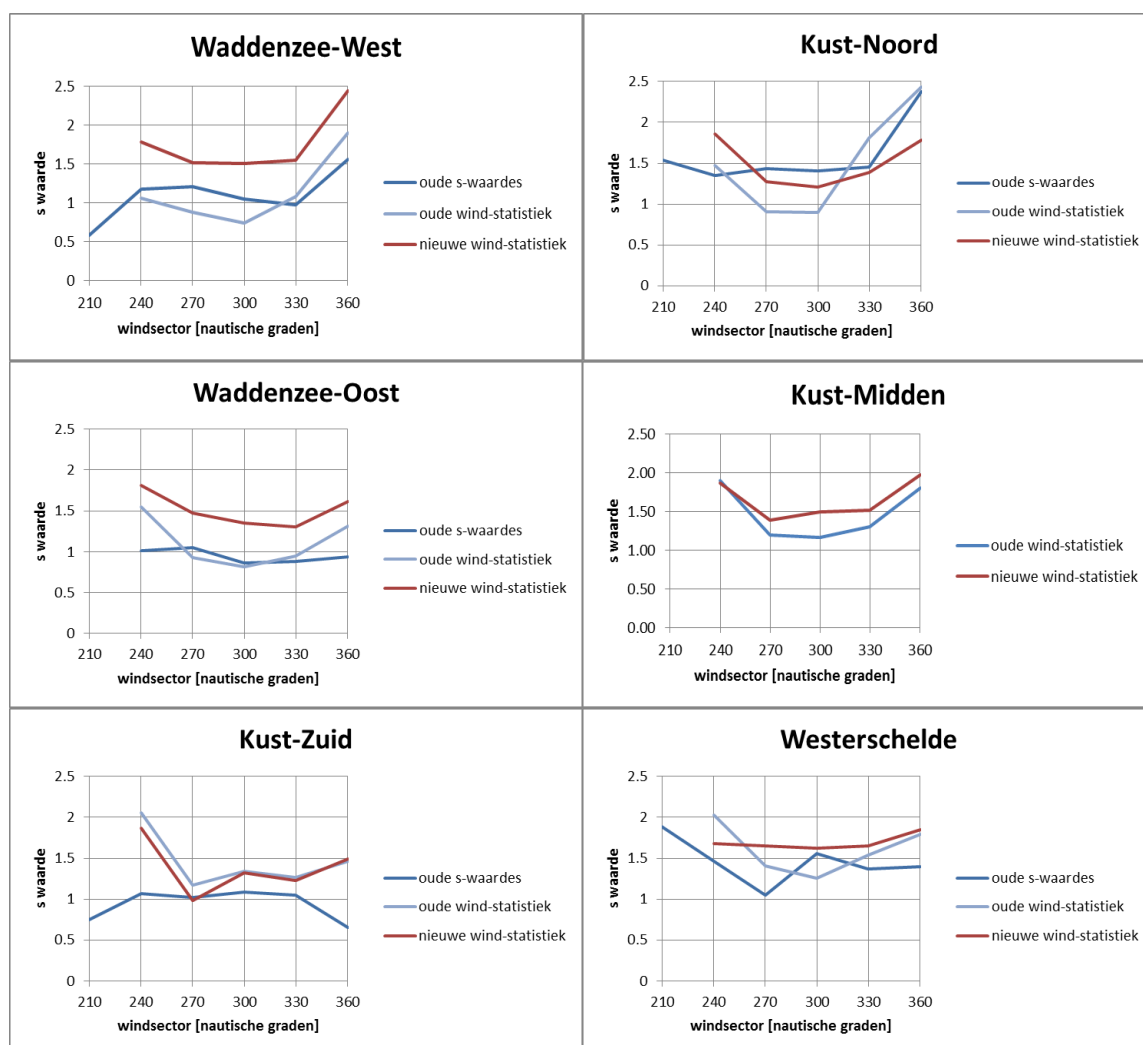 Waddenzee-West
2.5
2
1.5
1
0.5
0
s waarde
210 240 270 300 330 360
windsector [nautische graden]
oude s-waardes
oude wind-statistiek
nieuwe wind-statistiek
Kust-Noord
2.5
2
1.5
1
0.5
0
s waarde
210 240 270 300 330 360
windsector [nautische graden]
oude s-waardes
oude wind-statistiek
nieuwe wind-statistiek
Waddenzee-Oost
2.5
2
1.5
1
0.5
0
s waarde
210 240 270 300 330 360
windsector [nautische graden]
oude s-waardes
oude wind-statistiek
nieuwe wind-statistiek
Kust-Midden
2.50
2.00
1.50
1.00
0.50
0.00
s waarde
210 240 270 300 330 360
windsector [nautische graden]
oude wind-statistiek
nieuwe wind-statistiek
Kust-Zuid
2.5
2
1.5
1
0.5
0
s waarde
210 240 270 300 330 360
windsector [nautische graden]
oude s-waardes
oude wind-statistiek
nieuwe wind-statistiek
Westerschelde
2.5
2
1.5
1
0.5
0
s waarde
210 240 270 300 330 360
windsector [nautische graden]
oude s-waardes
oude wind-statistiek
nieuwe wind-statistiek